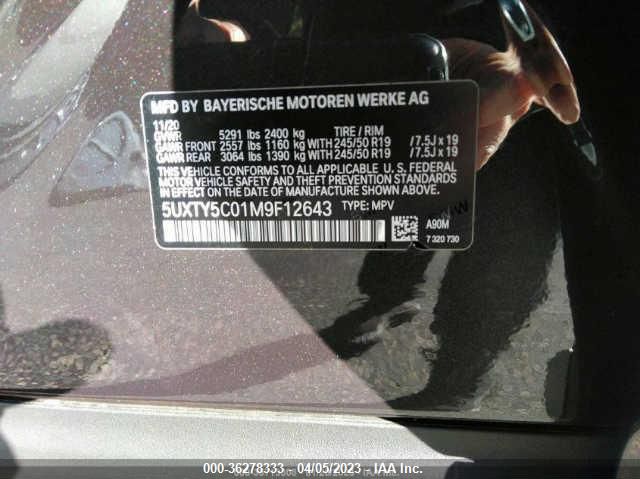 MFD BY BAYERISCHE MOTOREN WERKE AG
11/20
GVWR 5291 lbs 2400 kg TIRE / RIM
GAWR FRONT 2557 lbs 1160 kg WITH 245/50 R19 /7.5J x 19
GAWR REAR 3064 lbs 1390 kg WITH 245/50 R19 /7.5J x 19
THIS VEHICLE CONFORMS TO ALL APPLICABLE U. S. FEDERAL
MOTOR VEHICLE SAFETY, BUMPER, AND THEFT PREVENTION
STANDARDS IN EFFECT ON THE DATE OF MANUFACTURE SHOWN ABOVE.
5UXTY5C01M9F12643 TYPE: MPV
A90M
7 320 730
000-36278333 - 04/05/2023 - IAA Inc.